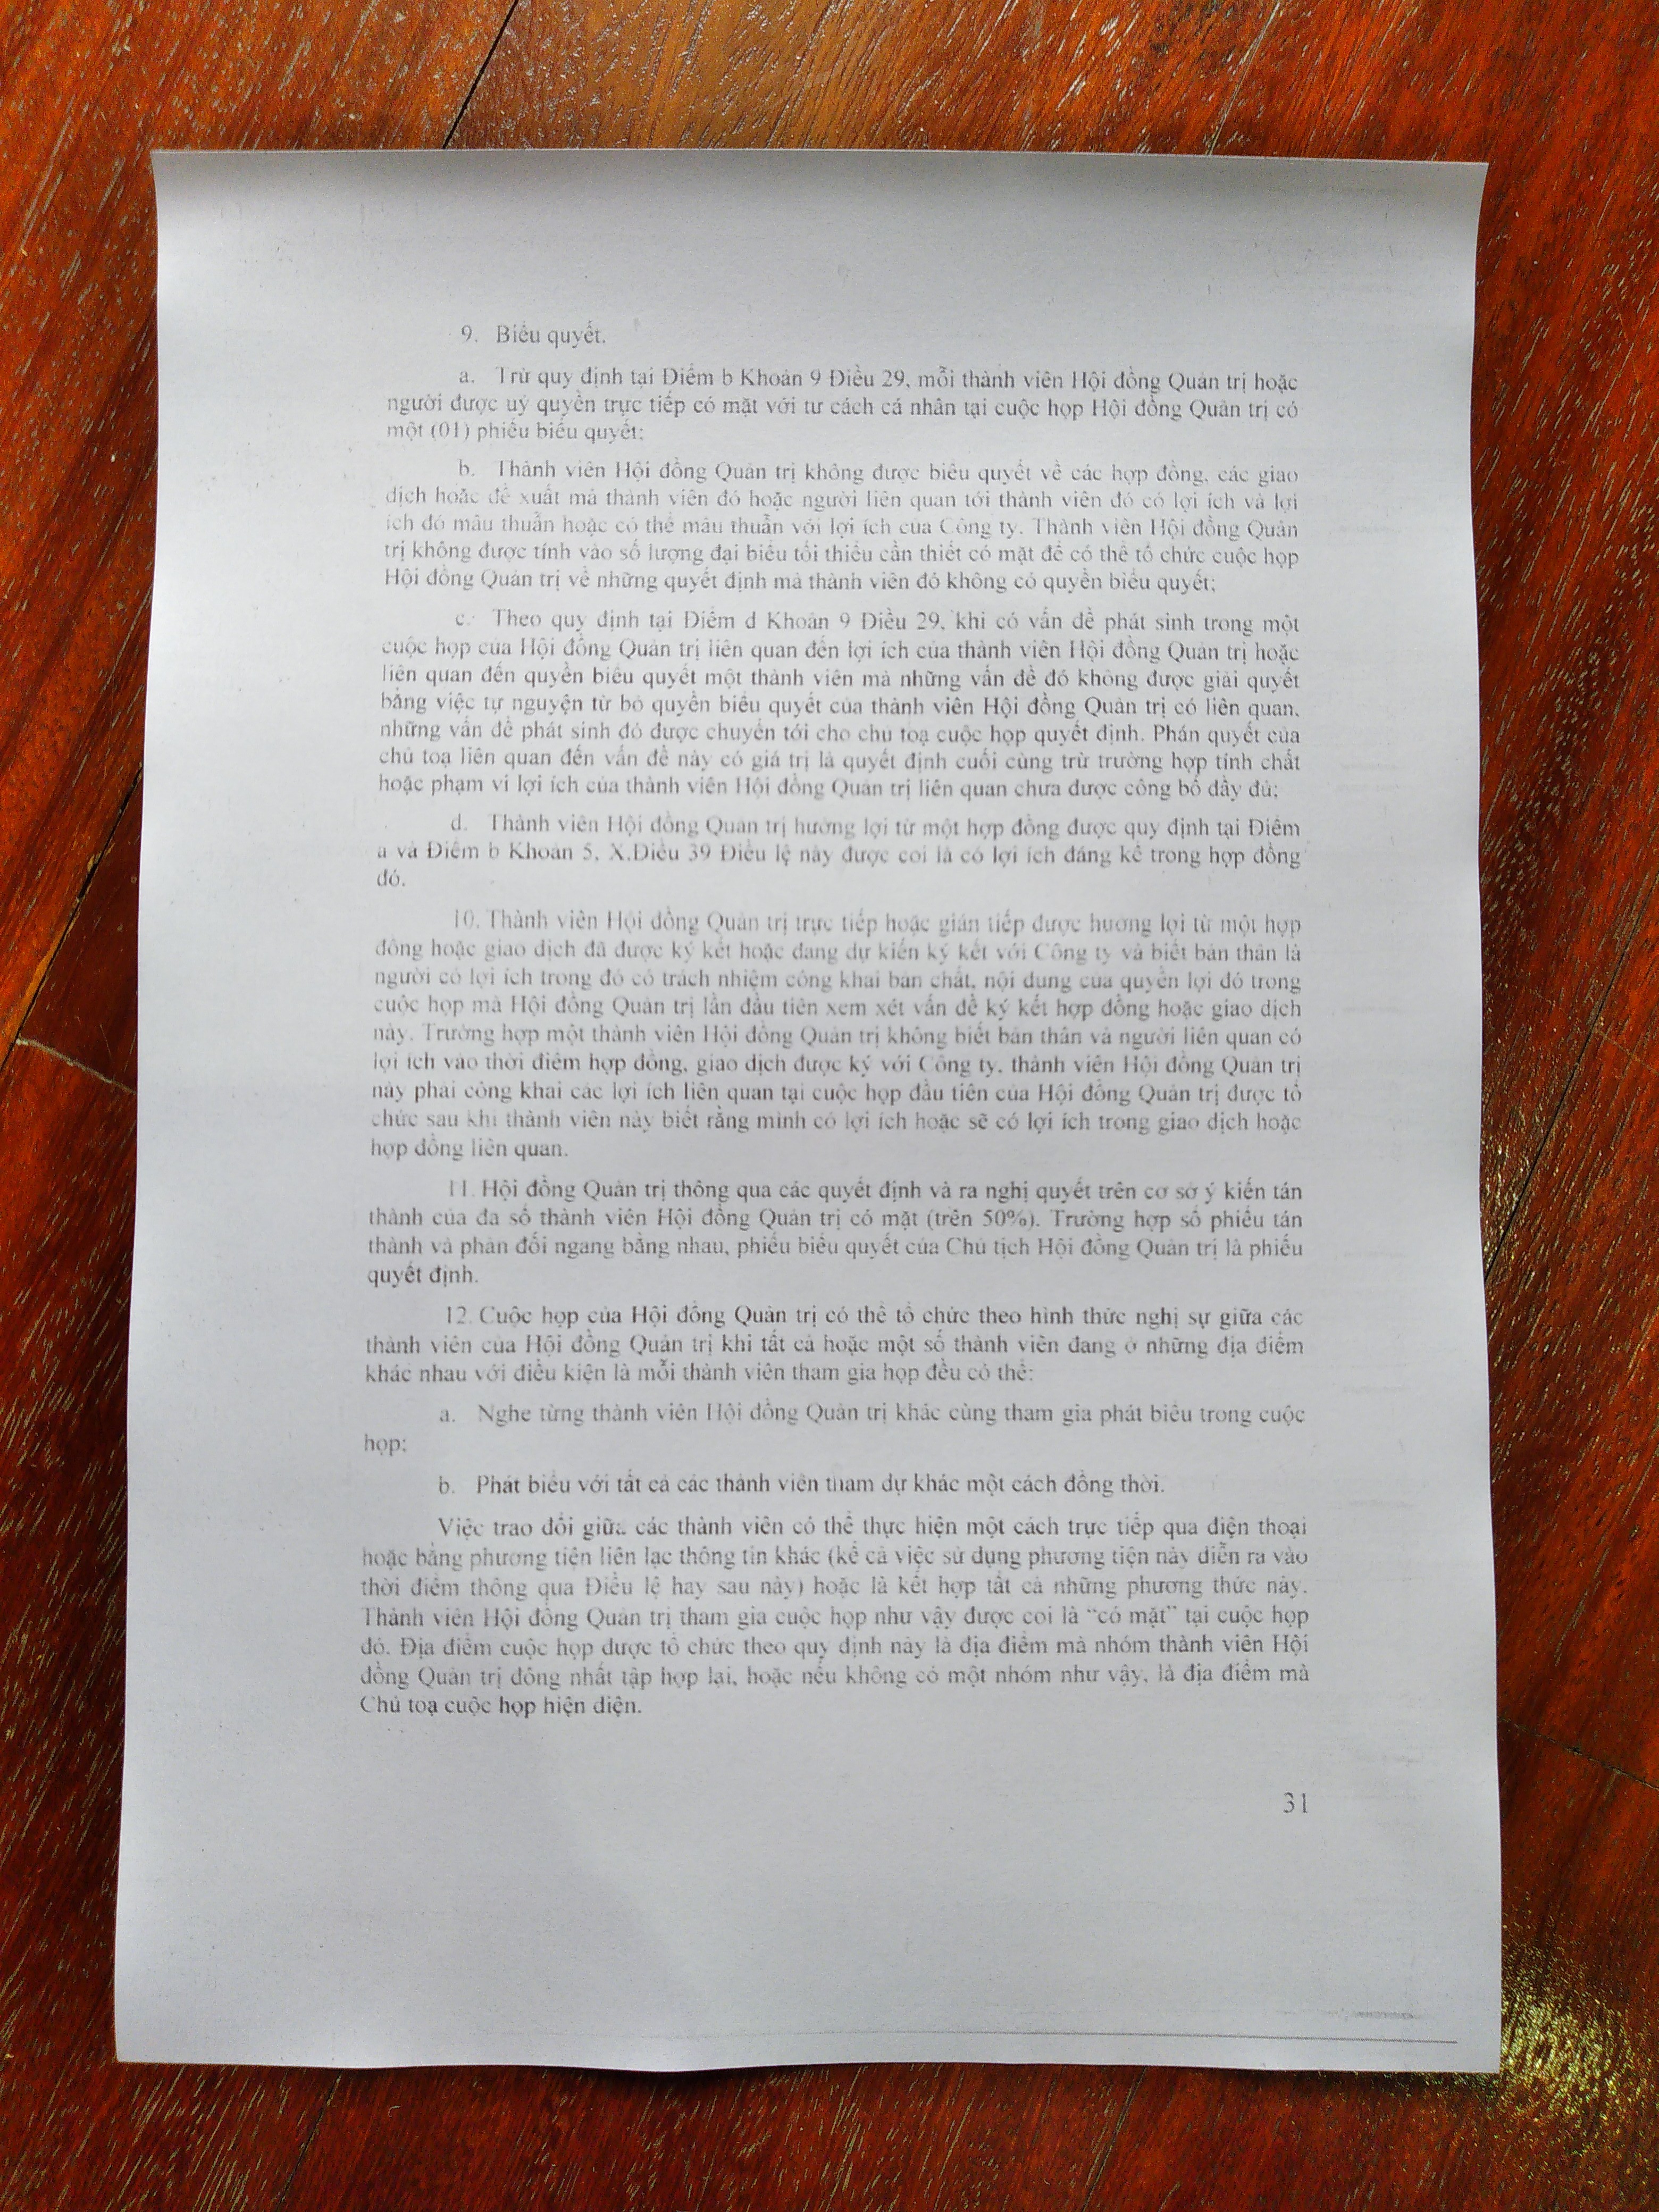 9. Biểu quyết.
a. Trừ quy định tại Điểm b Khoản 9 Điều 29, mỗi thành viên Hội đồng Quản trị hoặc
người được uỷ quyền trực tiếp có mặt với tư cách cá nhân tại cuộc họp Hội đồng Quản trị có
một (01) phiếu biểu quyết;
b. Thành viên Hội đồng Quản trị không được biểu quyết về các hợp đồng, các giao
dịch hoặc đề xuất mà thành viên đó hoặc người liên quan tới thành viên đó có lợi ích và lợi
ích đó mâu thuẫn hoặc có thể mâu thuẫn với lợi ích của Công ty. Thành viên Hội đồng Quản
trị không được tính vào số lượng đại biểu tối thiểu cần thiết có mặt để có thể tổ chức cuộc họp
Hội đồng Quản trị về những quyết định mà thành viên đó không có quyền biểu quyết;
c. Theo quy định tại Điểm d Khoản 9 Điều 29, khi có vấn đề phát sinh trong một
cuộc họp của Hội đồng Quản trị liên quan đến lợi ích của thành viên Hội đồng Quản trị hoặc
liên quan đến quyền biểu quyết một thành viên mà những vấn đề đó không được giải quyết
bằng việc tự nguyện từ bỏ quyền biểu quyết của thành viên Hội đồng Quản trị có liên quan,
những vấn đề phát sinh đó được chuyển tới cho chủ toạ cuộc họp quyết định. Phán quyết của
chủ toạ liên quan đến vấn đề này có giá trị là quyết định cuối cùng trừ trường hợp tính chất
hoặc phạm vi lợi ích của thành viên Hội đồng Quản trị liên quan chưa được công bố đầy đủ;
d. Thành viên Hội đồng Quản trị hưởng lợi từ một hợp đồng được quy định tại Điểm
a và Điểm b Khoản 5, X.Điều 39 Điều lệ này được coi là có lợi ích đáng kể trong hợp đồng
đó.
10. Thành viên Hội đồng Quản trị trực tiếp hoặc gián tiếp được hưởng lợi từ một hợp
đồng hoặc giao dịch đã được ký kết hoặc đang dự kiến ký kết với Công ty và biết bản thân là
người có lợi ích trong đó có trách nhiệm công khai bản chất, nội dung của quyền lợi đó trong
cuộc họp mà Hội đồng Quản trị lần đầu tiên xem xét vấn đề ký kết hợp đồng hoặc giao dịch
này. Trường hợp một thành viên Hội đồng Quản trị không biết bản thân và người liên quan có
lợi ích vào thời điểm hợp đồng, giao dịch được ký với Công ty, thành viên Hội đồng Quản trị
này phải công khai các lợi ích liên quan tại cuộc họp đầu tiên của Hội đồng Quản trị được tổ
chức sau khi thành viên này biết rằng mình có lợi ích hoặc sẽ có lợi ích trong giao dịch hoặc
hợp đồng liên quan.
11. Hội đồng Quản trị thông qua các quyết định và ra nghị quyết trên cơ sở ý kiến tán
thành của đa số thành viên Hội đồng Quản trị có mặt (trên 50%). Trường hợp số phiếu tán
thành và phản đối ngang bằng nhau, phiếu biểu quyết của Chủ tịch Hội đồng Quản trị là phiếu
quyết định.
12. Cuộc họp của Hội đồng Quản trị có thể tổ chức theo hình thức nghị sự giữa các
thành viên của Hội đồng Quản trị khi tất cả hoặc một số thành viên đang ở những địa điểm
khác nhau với điều kiện là mỗi thành viên tham gia họp đều có thể:
a. Nghe từng thành viên Hội đồng Quản trị khác cùng tham gia phát biểu trong cuộc
họp;
b. Phát biểu với tất cả các thành viên tham dự khác một cách đồng thời.
Việc trao đổi giữa các thành viên có thể thực hiện một cách trực tiếp qua điện thoại
hoặc bằng phương tiện liên lạc thông tin khác (kể cả việc sử dụng phương tiện này diễn ra vào
thời điểm thông qua Điều lệ hay sau này) hoặc là kết hợp tất cả những phương thức này.
Thành viên Hội đồng Quản trị tham gia cuộc họp như vậy được coi là “có mặt” tại cuộc họp
đó. Địa điểm cuộc họp được tổ chức theo quy định này là địa điểm mà nhóm thành viên Hội
đồng Quản trị đông nhất tập hợp lại, hoặc nếu không có một nhóm như vậy, là địa điểm mà
Chủ toạ cuộc họp hiện diện.
31